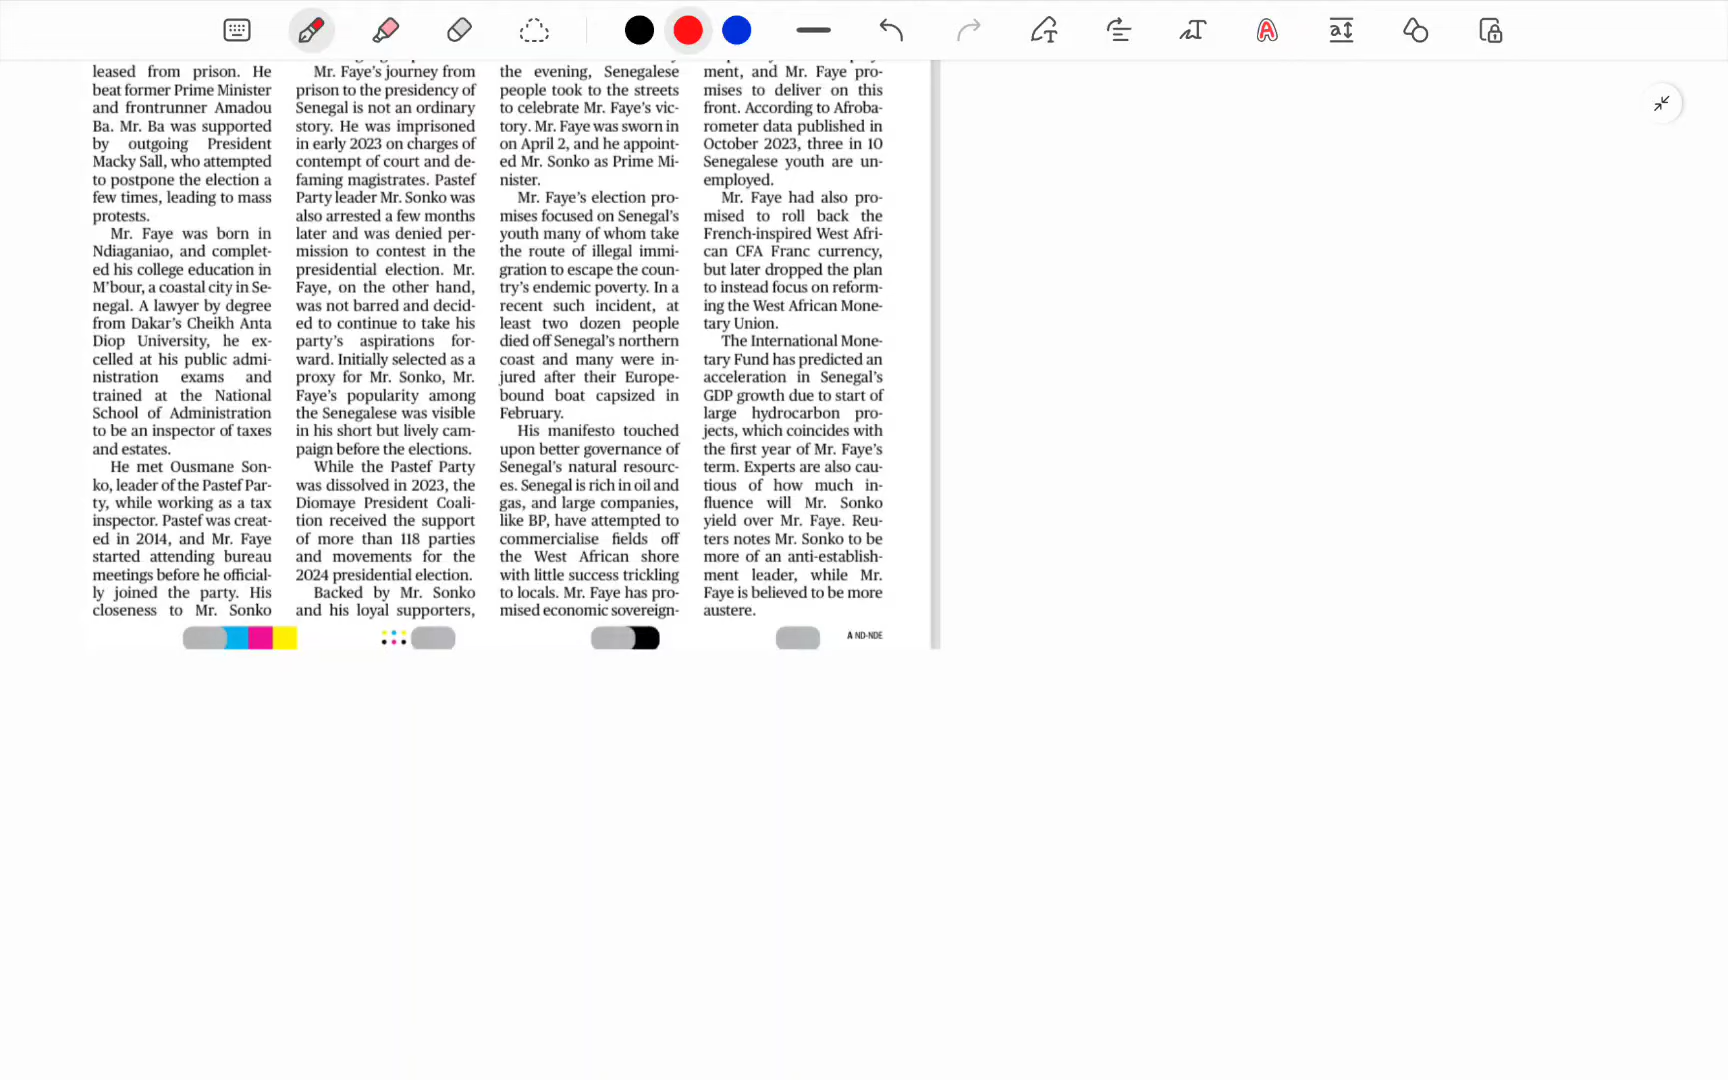 leased from prison. He
beat former Prime Minister
and frontrunner Amadou
Ba. Mr. Ba was supported
by outgoing President
Macky Sall, who attempted
to postpone the election a
few times, leading to mass
protests.
Mr. Faye was born in
Ndiaganiao, and complet-
ed his college education in
M'bour, a coastal city in Se-
negal. A lawyer by degree
from Dakar's Cheikh Anta
Diop University, he ex-
celled at his public admi-
nistration exams and
trained at the National
School of Administration
to be an inspector of taxes
and estates.
He met Ousmane Son-
ko, leader of the Pastef Par-
ty, while working as a tax
inspector. Pastef was creat-
ed in 2014, and Mr. Faye
started attending bureau
meetings before he official-
ly joined the party. His
closeness to Mr. Sonko
Mr. Faye's journey from
prison to the presidency of
Senegal is not an ordinary
story. He was imprisoned
in early 2023 on charges of
contempt of court and de-
faming magistrates. Pastef
Party leader Mr. Sonko was
also arrested a few months
later and was denied per-
mission to contest in the
presidential election. Mr.
Faye, on the other hand,
was not barred and decid-
ed to continue to take his
party's aspirations for-
ward. Initially selected as a
proxy for Mr. Sonko, Mr.
Faye's popularity among
the Senegalese was visible
in his short but lively cam-
paign before the elections.
While the Pastef Party
was dissolved in 2023, the
Diomaye President Coali-
tion received the support
of more than 118 parties
and movements for the
2024 presidential election.
Backed by Mr. Sonko
and his loyal supporters,
the evening, Senegalese
people took to the streets
to celebrate Mr. Faye's vic-
tory. Mr. Faye was sworn in
on April 2, and he appoint-
ed Mr. Sonko as Prime Mi-
nister.
Mr. Faye's election pro-
mises focused on Senegal's
youth many of whom take
the route of illegal immi-
gration to escape the coun-
try's endemic poverty. In a
recent such incident, at
least two dozen people
died off Senegal's northern
coast and many were in-
jured after their Europe-
bound boat capsized in
February.
His manifesto touched
upon better governance of
Senegal's natural resourc-
es. Senegal is rich in oil and
gas, and large companies,
like BP, have attempted to
commercialise fields off
the West African shore
with little success trickling
to locals. Mr. Faye has pro-
mised economic sovereign-
ment, and Mr. Faye pro-
mises to deliver on this
front. According to Afroba-
rometer data published in
October 2023, three in 10
Senegalese youth are un-
employed.
Mr. Faye had also pro-
mised to roll back the
French-inspired West Afri-
can CFA Franc currency,
but later dropped the plan
to instead focus on reform-
ing the West African Mone-
tary Union.
The International Mone-
tary Fund has predicted an
acceleration in Senegal's
GDP growth due to start of
large hydrocarbon pro-
jects, which coincides with
the first year of Mr. Faye's
term. Experts are also cau-
tious of how much in-
fluence will Mr. Sonko
yield over Mr. Faye. Reu-
ters notes Mr. Sonko to be
more of an anti-establish-
ment leader, while Mr.
Faye is believed to be more
austere.
A ND-NDE